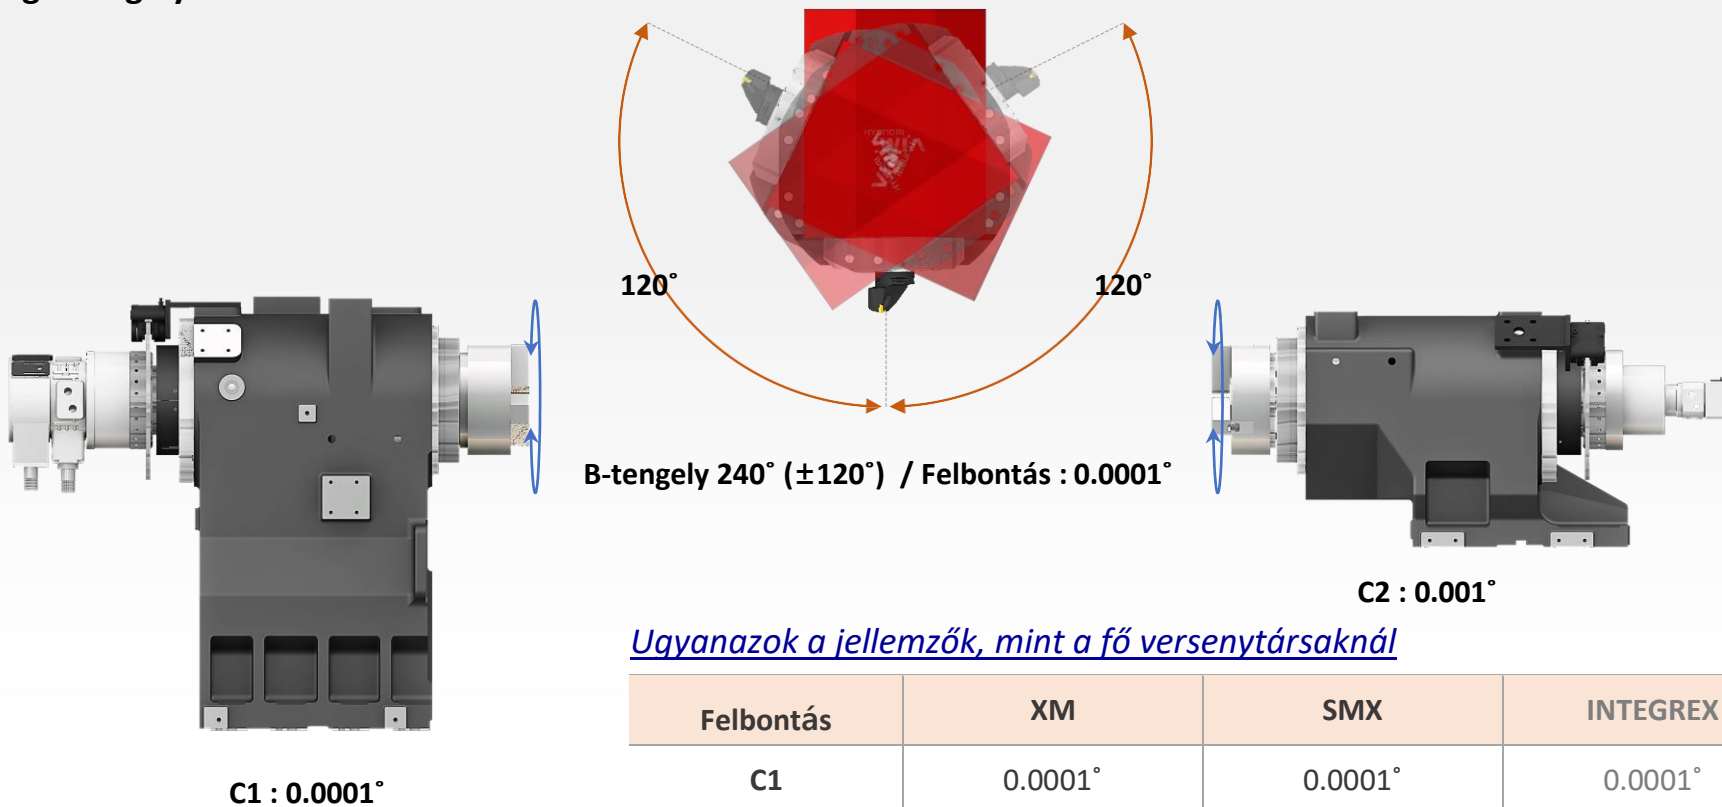 120˚
120˚
B-tengely 240˚ (±120˚) / Felbontás : 0.0001˚
C2 : 0.001˚
C1 : 0.0001˚
Ugyanazok a jellemzők, mint a fő versenytársaknál
Felbontás XM SMX INTEGREX
C1 0.0001˚ 0.0001˚ 0.0001˚